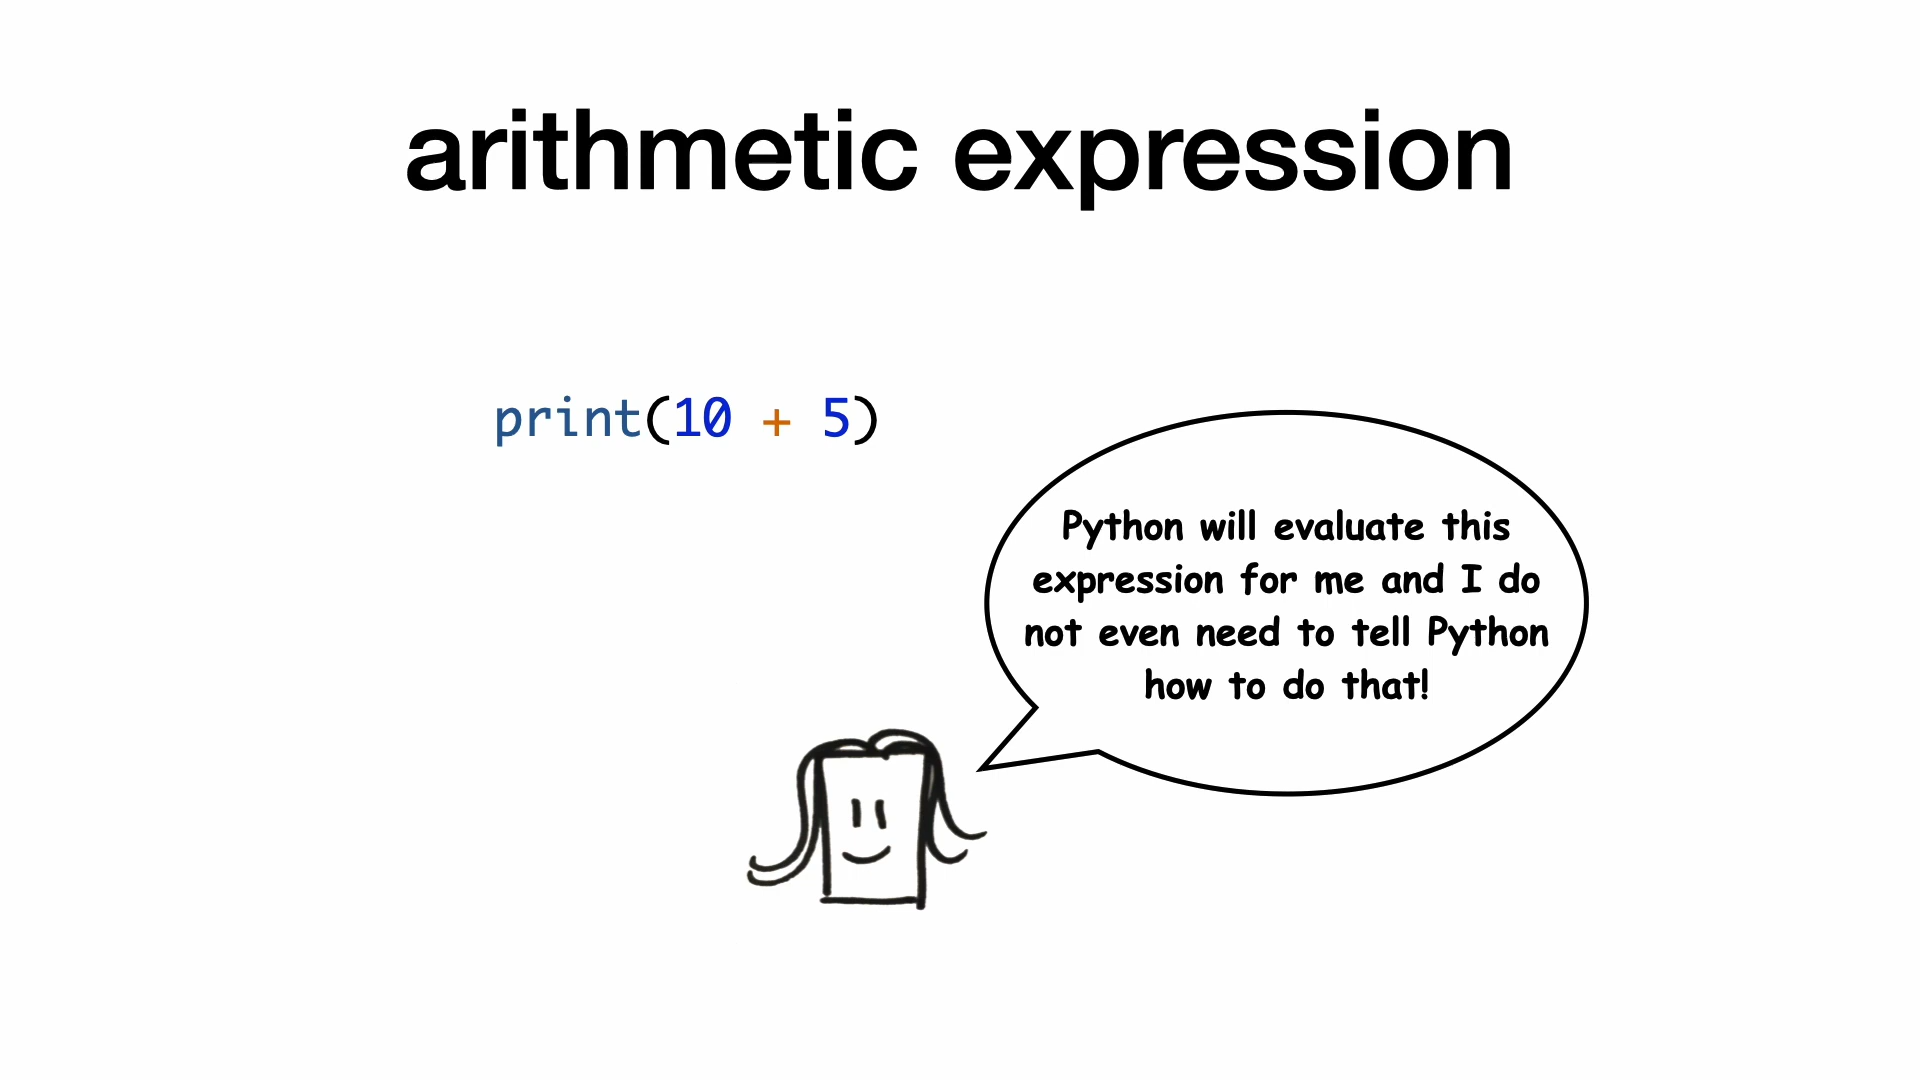 arithmetic expression
print(10 + 5)
Python will evaluate this
expression for me and I do
not even need to tell Python
how to do that!